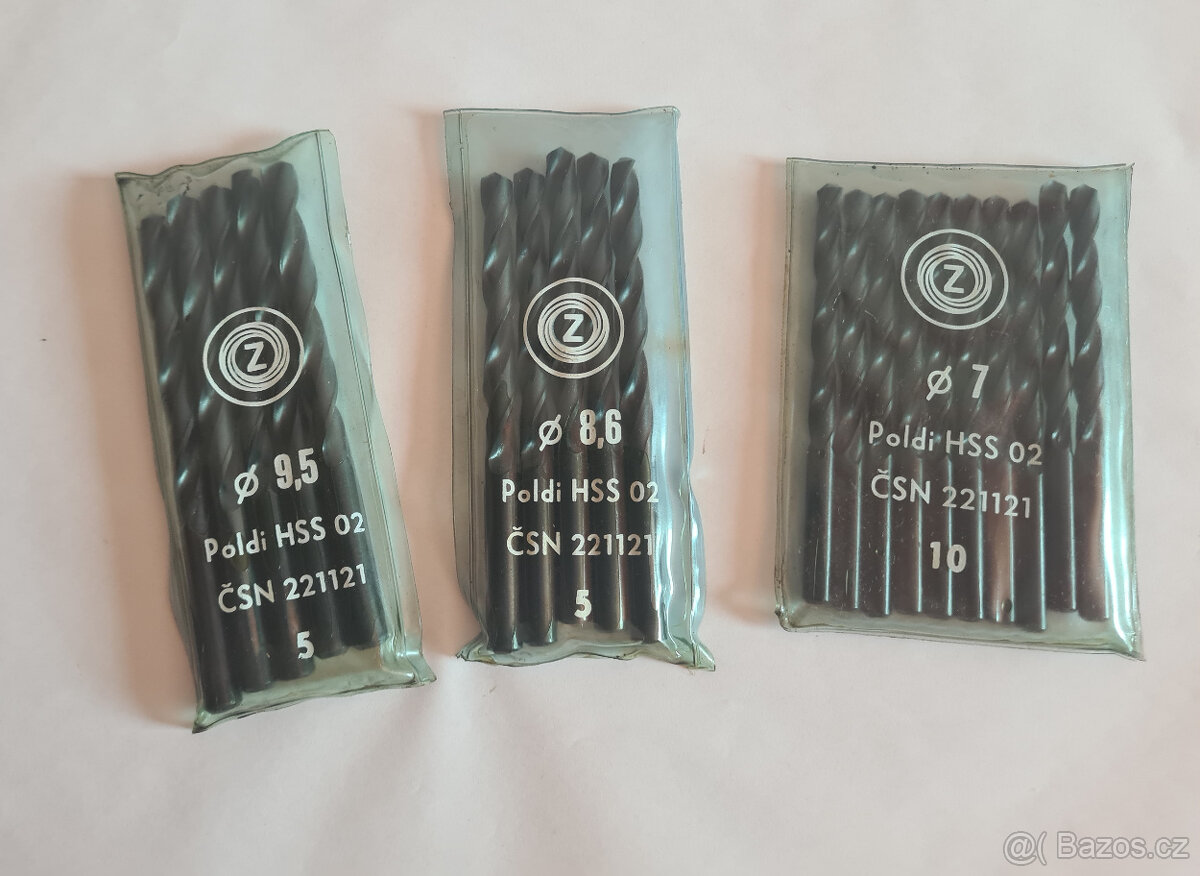 Z
ø 9,5
Poldi HSS 02
ČSN 221121
5
Z
ø 8,6
Poldi HSS 02
ČSN 221121
5
Z
ø 7
Poldi HSS 02
ČSN 221121
10
@( Bazos.cz